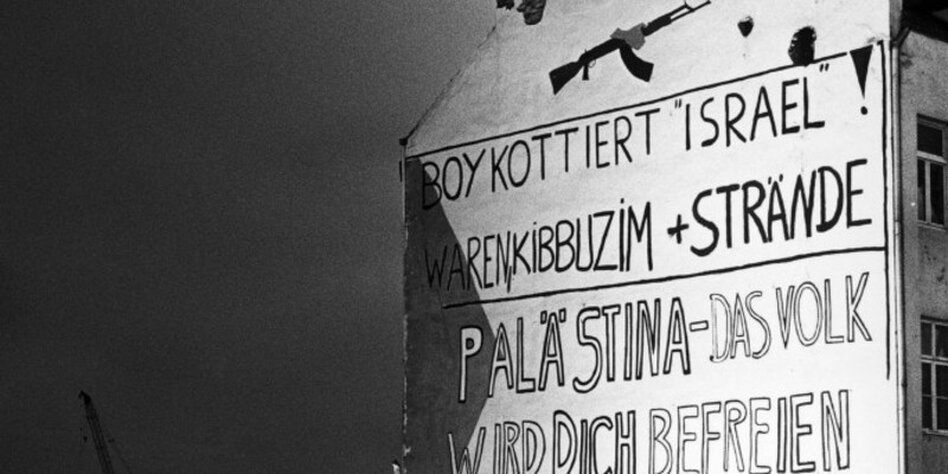 BOYKOTTIERT "ISRAEL"!
WAREN, KIBBUZIM + STRÄNDE
PALÄSTINA - DAS VOLK
WIRD DICH BEFREIEN